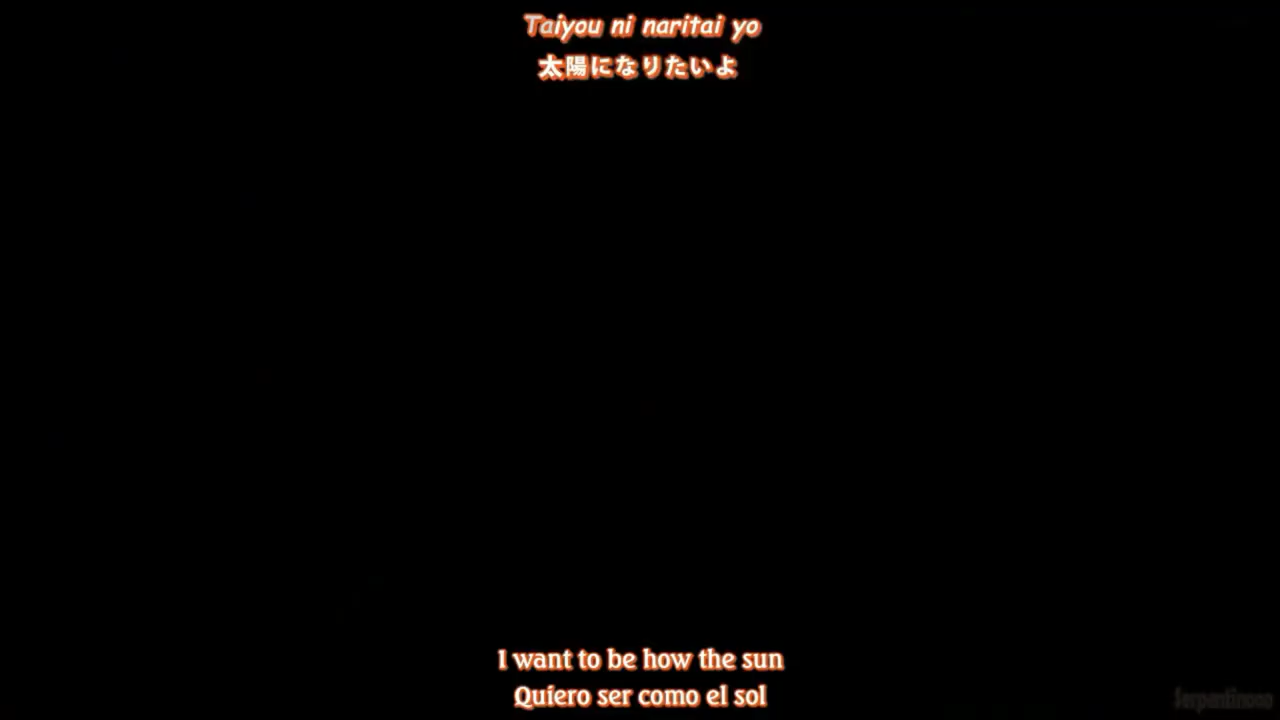 Taiyou ni naritai yo
太陽になりたいよ
I want to be how the sun
Quiero ser como el sol